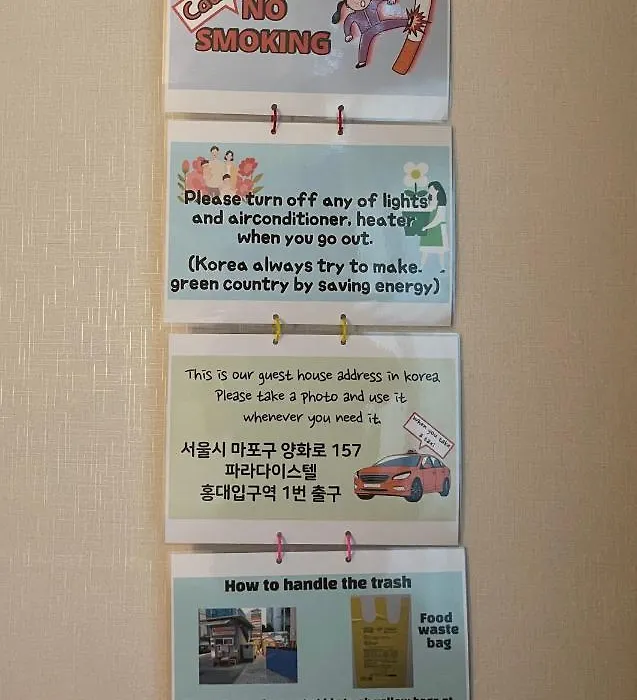 NO
SMOKING
Please turn off any of lights
and airconditioner, heater
when you go out.
(Korea always try to make
green country by saving energy)
This is our guest house address in korea
Please take a photo and use it
whenever you need it.
when you take
a taxi
서울시 마포구 양화로 157
파라다이스텔
홍대입구역 1번 출구
How to handle the trash
Food
waste
bag